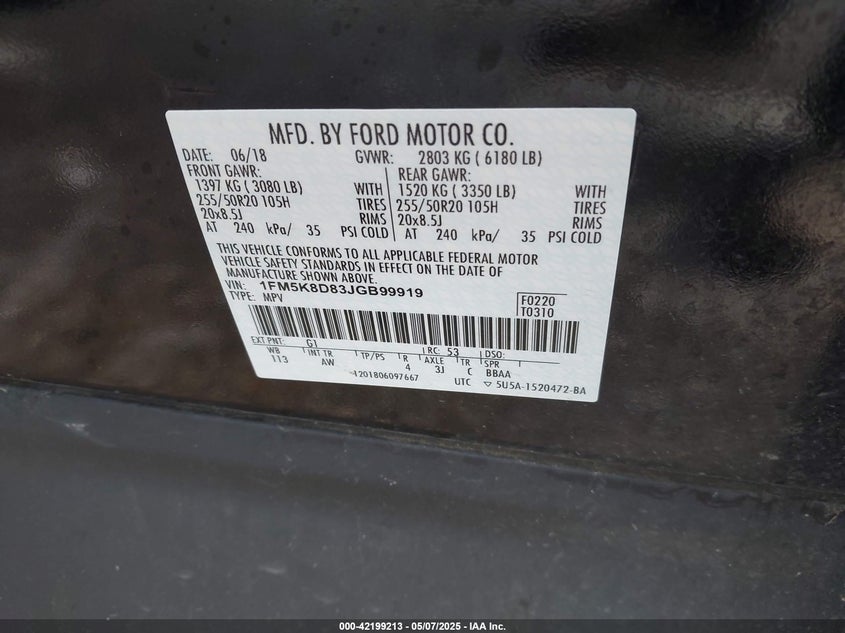 MFD. BY FORD MOTOR CO.
DATE: 06/18 GVWR: 2803 KG ( 6180 LB)
FRONT GAWR: REAR GAWR:
1397 KG ( 3080 LB) WITH 1520 KG ( 3350 LB) WITH
255/50R20 105H TIRES 255/50R20 105H TIRES
20x8.5J RIMS 20x8.5J RIMS
AT 240 kPa/ 35 PSI COLD AT 240 kPa/ 35 PSI COLD
THIS VEHICLE CONFORMS TO ALL APPLICABLE FEDERAL MOTOR
VEHICLE SAFETY STANDARDS IN EFFECT ON THE DATE OF
MANUFACTURE SHOWN ABOVE.
VIN: 1FM5K8D83JGB99919
TYPE: MPV
F0220
T0310
EXT PNT: G1 RC: 53 DSO:
WB INT TR TP/PS R AXLE TR SPR
113 AW 4 3J C BBAA
1201806097667 UTC ▽ 5U5A-1520472-BA
000-42199213 — 05/07/2025 — IAA Inc.